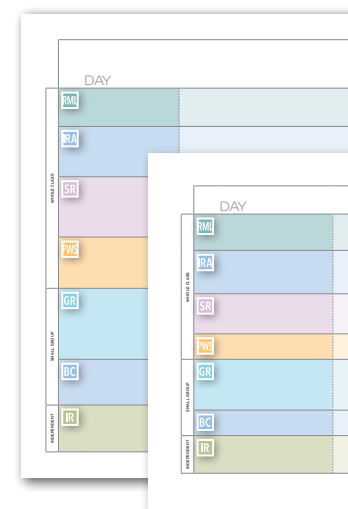 DAY
RML
IRA
SR
PWS
GR
BC
IR
WHOLE CLASS
SMALL GROUP
INDEPENDENT
DAY
RML
IRA
SR
PWS
GR
BC
IR
WHOLE CLASS
SMALL GROUP
INDEPENDENT